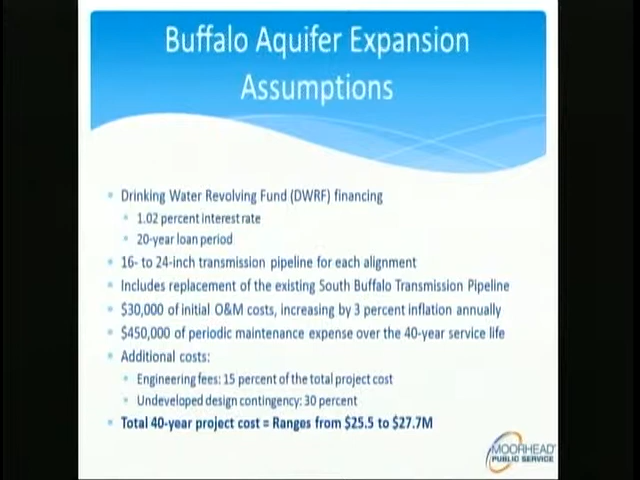 Buffalo Aquifer Expansion
Assumptions
Drinking Water Revolving Fund (DWRF) financing
1.02 percent interest rate
20-year loan period
16- to 24-inch transmission pipeline for each alignment
Includes replacement of the existing South Buffalo Transmission Pipeline
$30,000 of initial O&M costs, increasing by 3 percent inflation annually
$450,000 of periodic maintenance expense over the 40-year service life
Additional costs:
Engineering fees: 15 percent of the total project cost
Undeveloped design contingency: 30 percent
Total 40-year project cost = Ranges from $25.5 to $27.7M
MOORHEAD
PUBLIC SERVICE